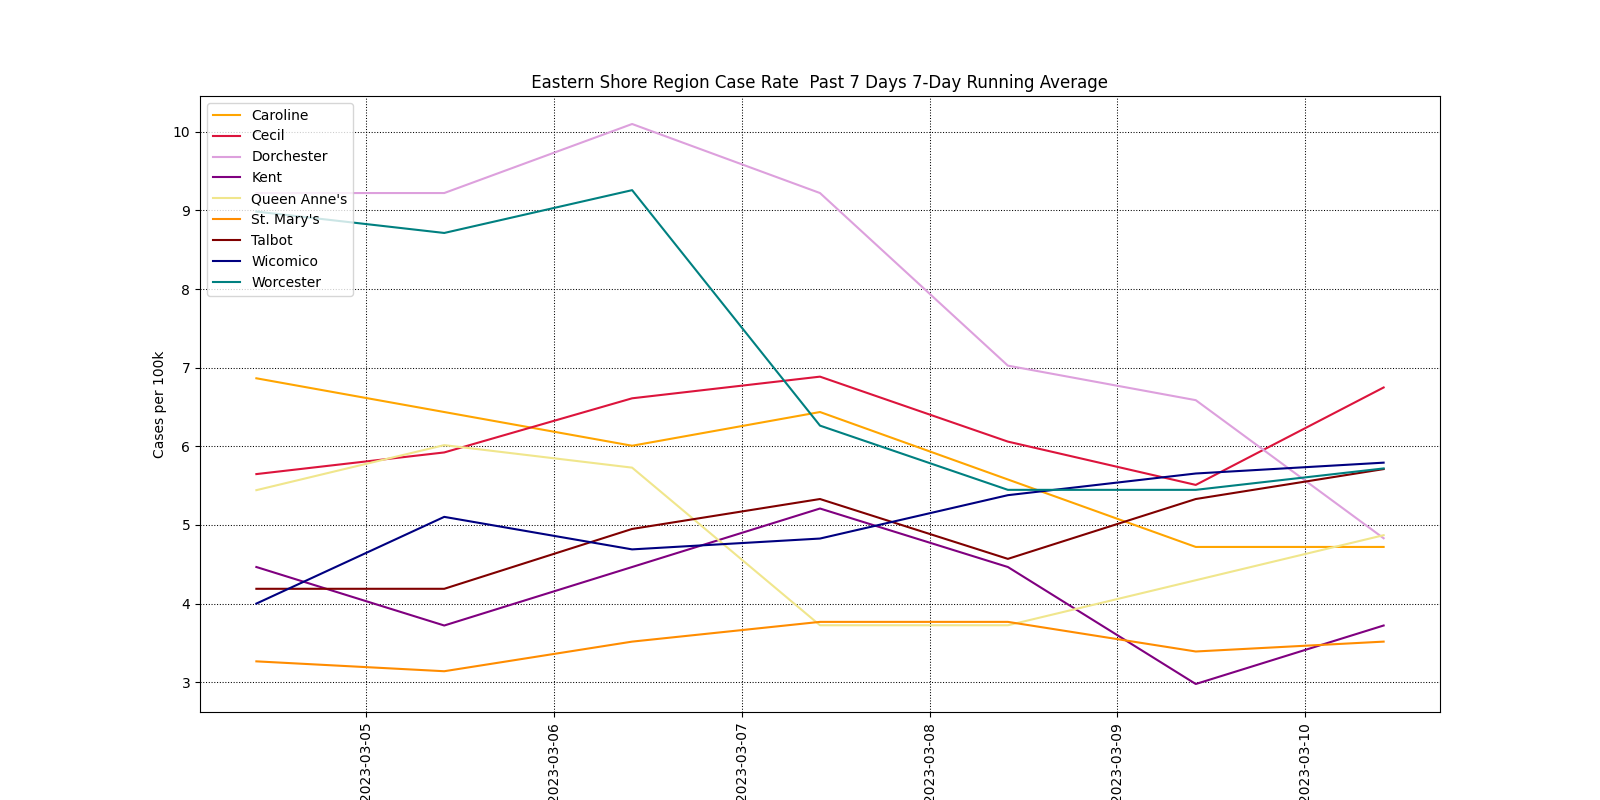 Eastern Shore Region Case Rate  Past 7 Days 7-Day Running Average
Caroline
Cecil
Dorchester
Kent
Queen Anne's
St. Mary's
Talbot
Wicomico
Worcester
10
9
8
7
6
5
4
3
Cases per 100k
2023-03-05
2023-03-06
2023-03-07
2023-03-08
2023-03-09
2023-03-10